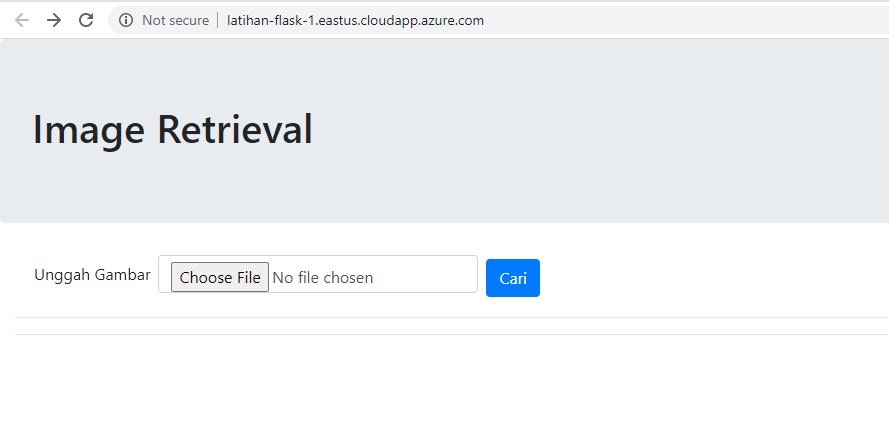 Not secure | latihan-flask-1.eastus.cloudapp.azure.com
Image Retrieval
Unggah Gambar Choose File No file chosen Cari